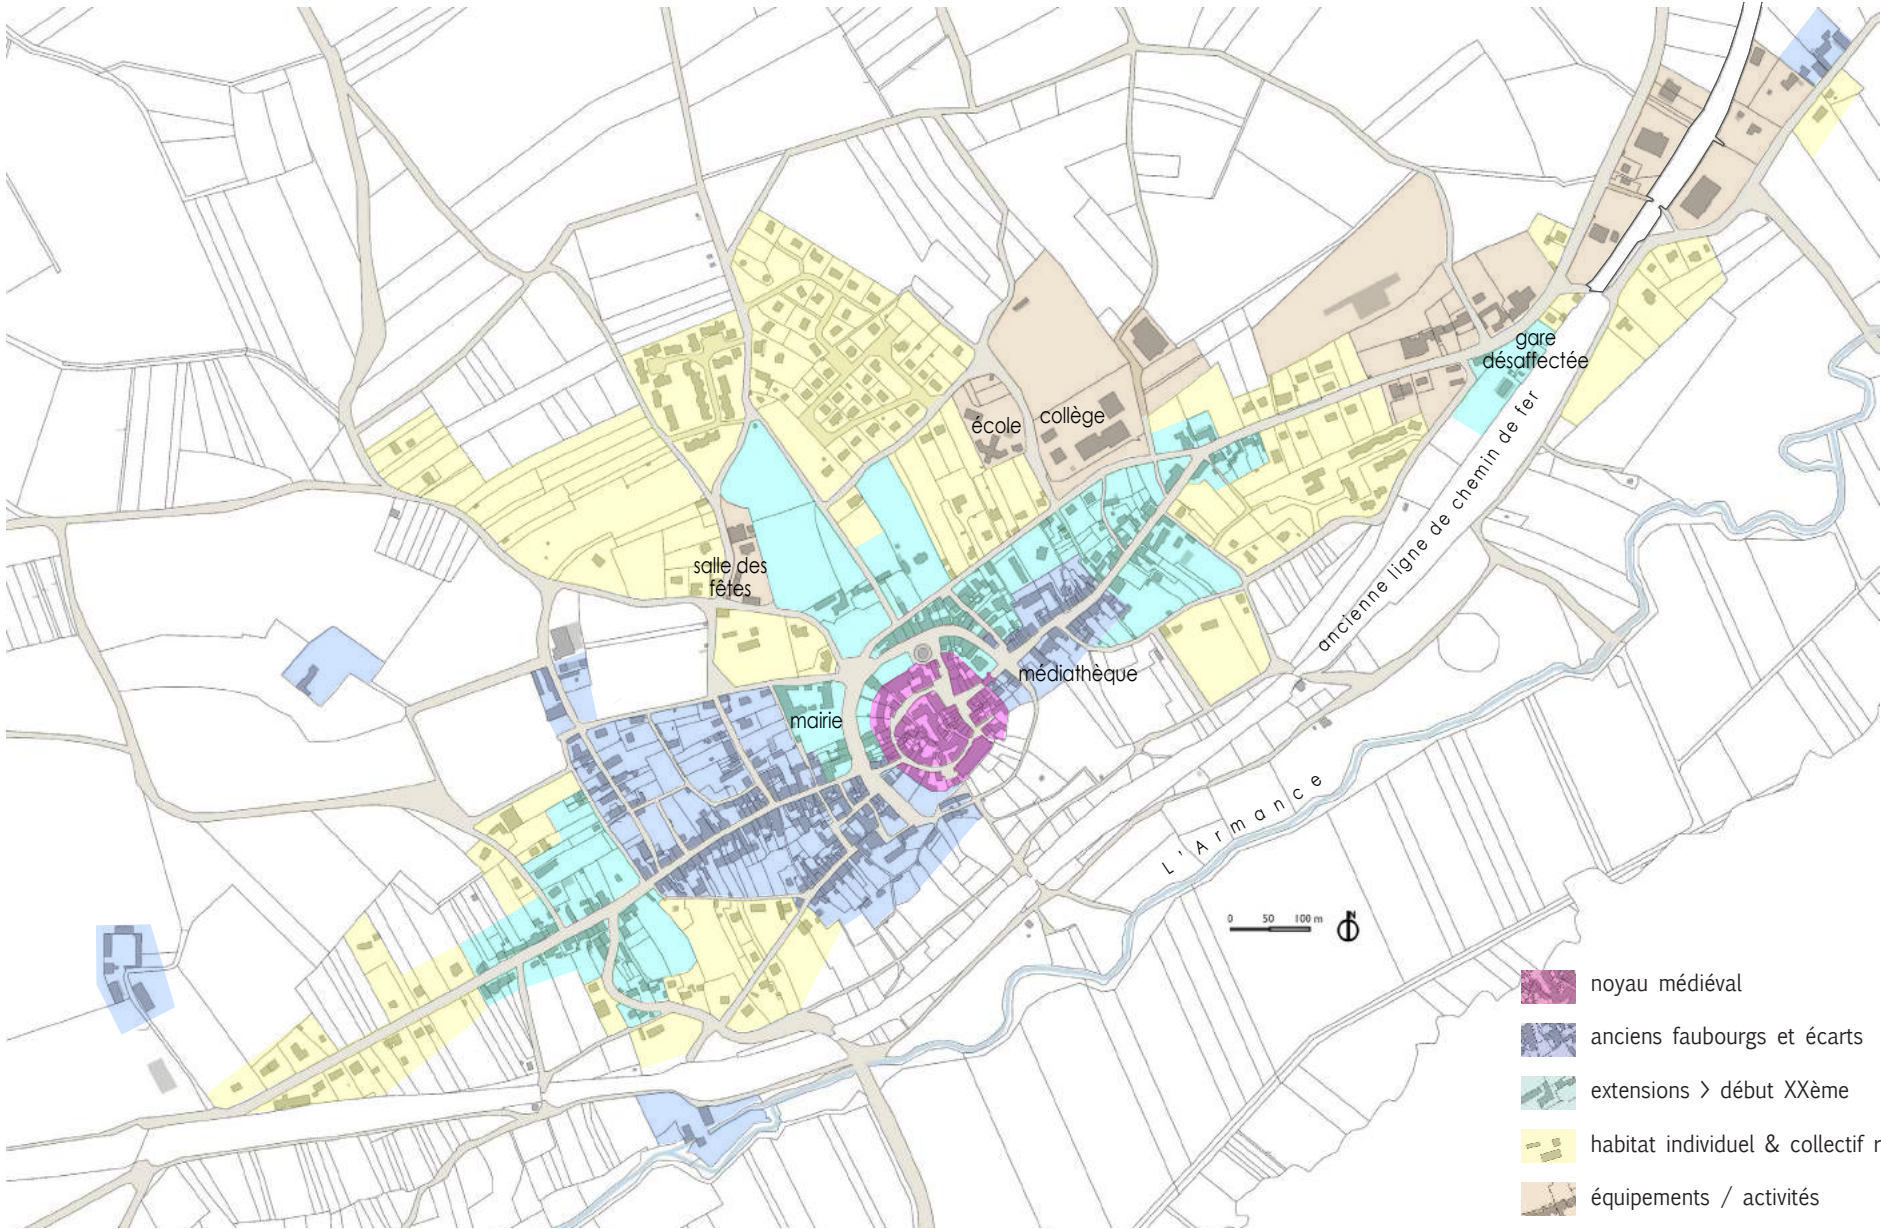 gare
désaffectée
école
collège
ancienne ligne de chemin de fer
salle des
fêtes
médiathèque
mairie
L'Armance
0 50 100 m
N
noyau médiéval
anciens faubourgs et écarts
extensions > début XXème
habitat individuel & collectif
équipements / activités